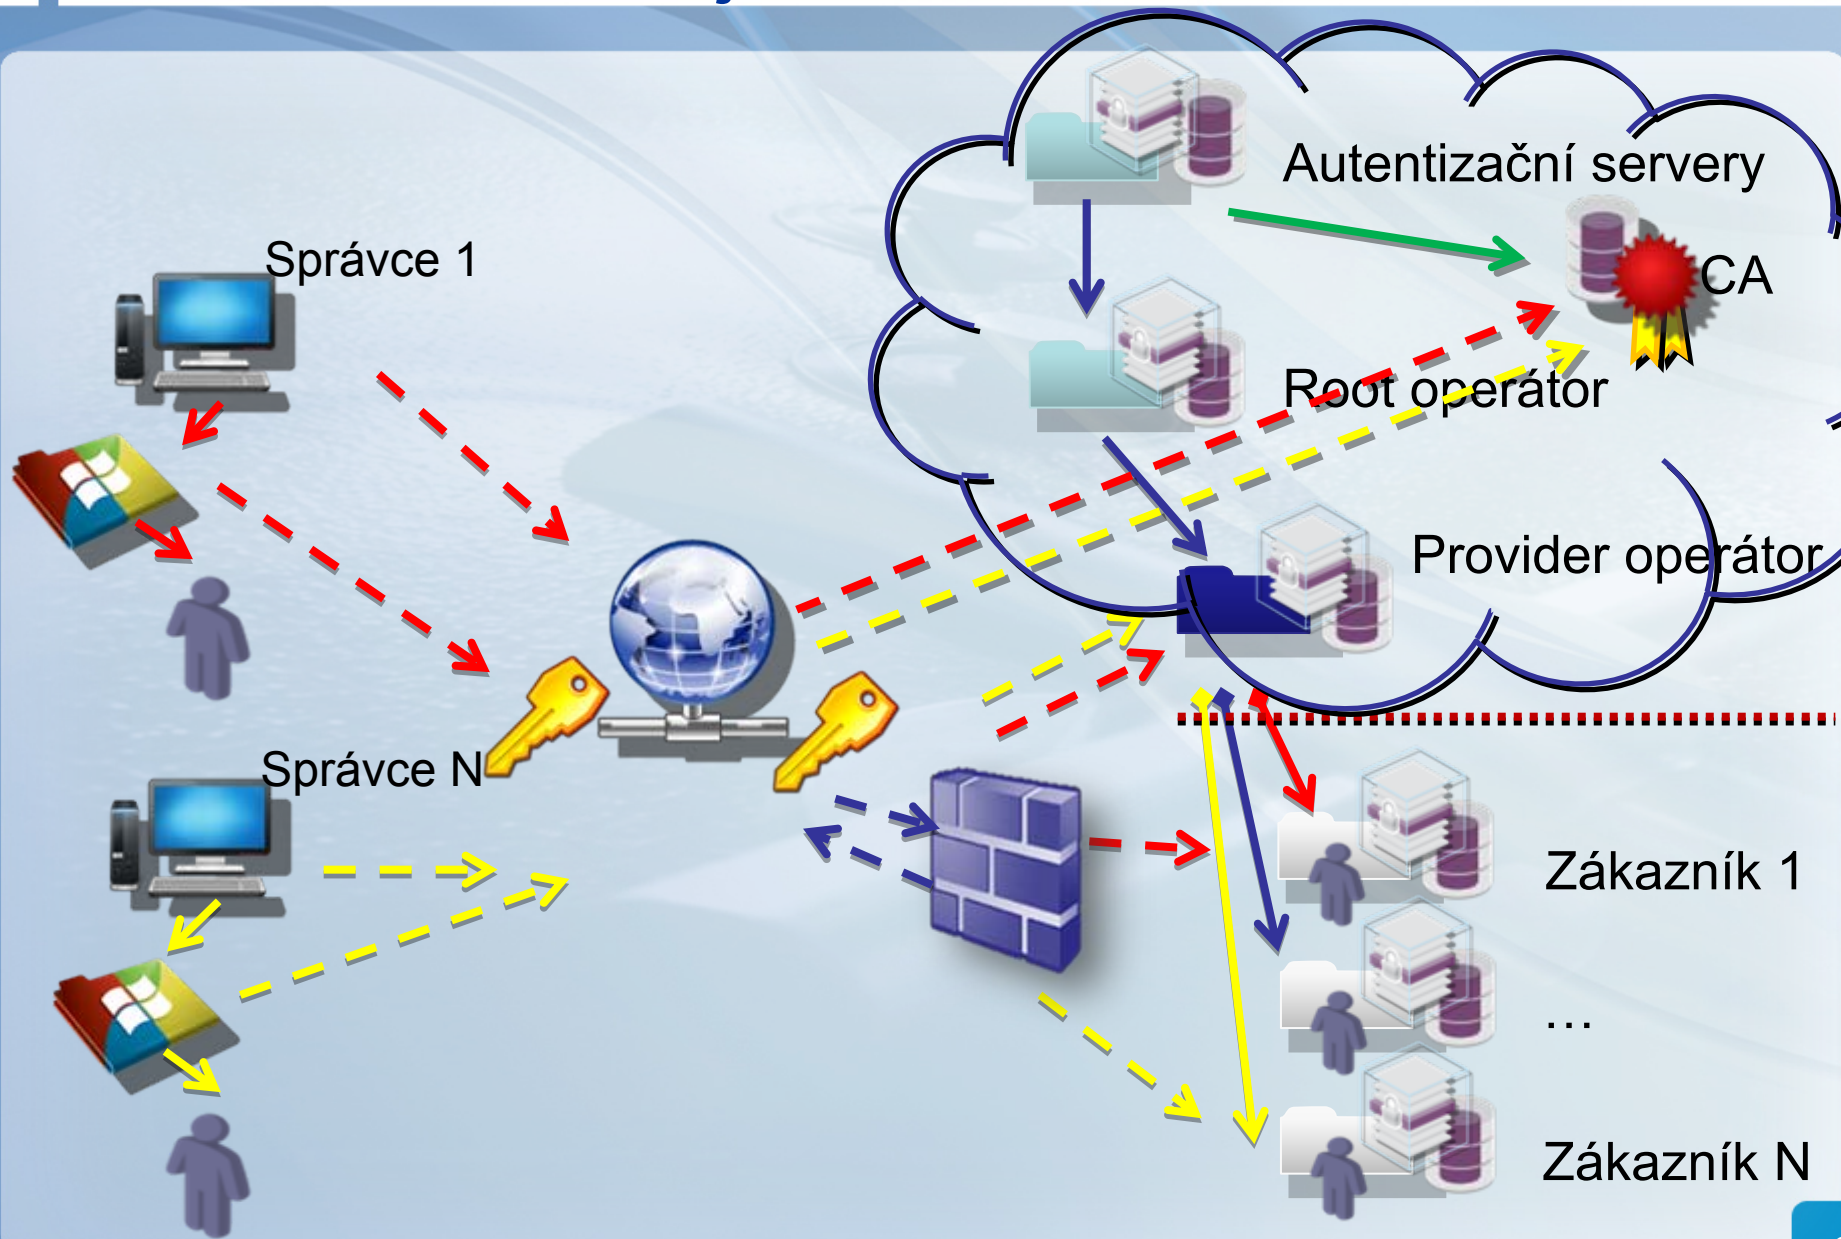 Autentizační servery
Správce 1
CA
Root operátor
Provider operátor
Správce N
Zákazník 1
…
Zákazník N